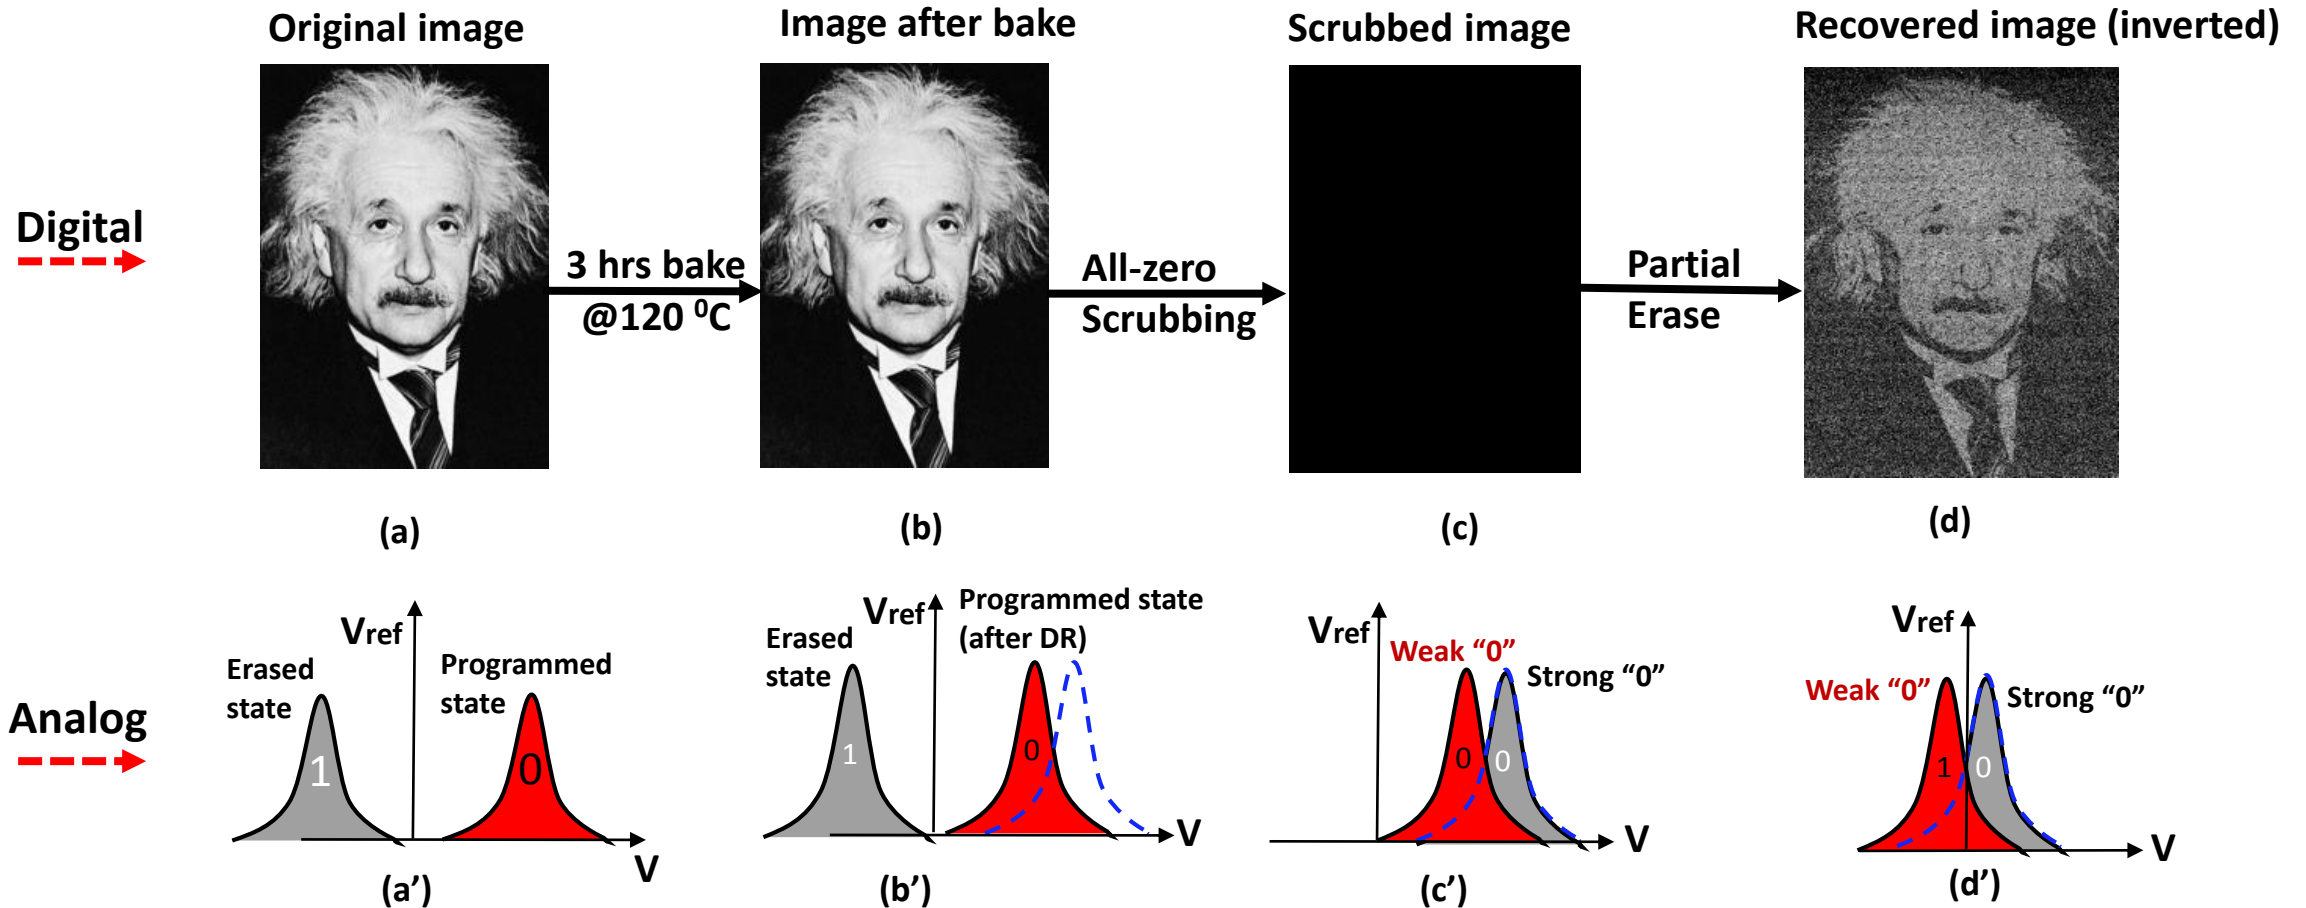 Original image
Image after bake
Scrubbed image
Recovered image (inverted)
Digital
3 hrs bake
@120 ⁰C
All-zero
Scrubbing
Partial
Erase
(a)
(b)
(c)
(d)
Analog
Erased
state
Vref
Programmed
state
1
0
V
(a’)
Erased
state
Vref
Programmed state
(after DR)
1
0
V
(b’)
Vref
Weak “0”
Strong “0”
0
0
V
(c’)
Vref
Weak “0”
Strong “0”
1
0
V
(d’)